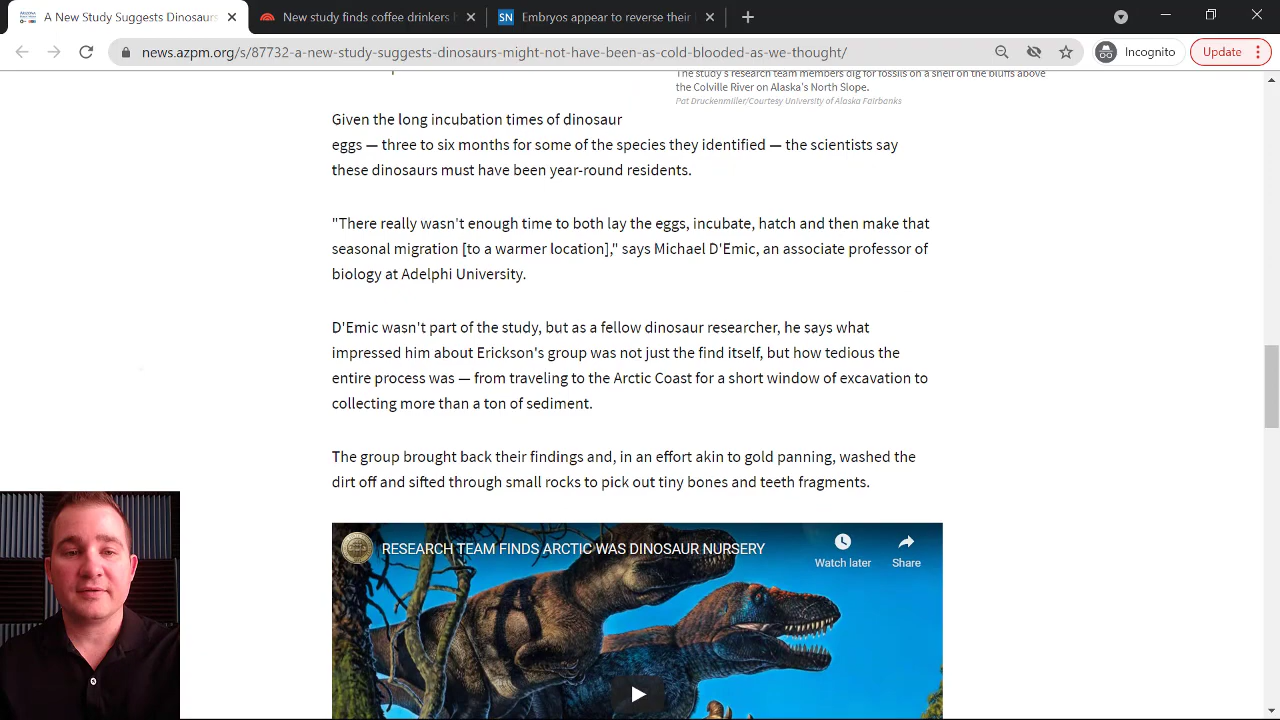 A New Study Suggests Dinosaurs
New study finds coffee drinkers h
SN Embryos appear to reverse their
news.azpm.org/s/87732-a-new-study-suggests-dinosaurs-might-not-have-been-as-cold-blooded-as-we-thought/
Incognito
Update
The study's research team members dig for fossils on a shelf on the bluffs above
the Colville River on Alaska's North Slope.
Pat Druckenmiller/Courtesy University of Alaska Fairbanks
Given the long incubation times of dinosaur
eggs — three to six months for some of the species they identified — the scientists say
these dinosaurs must have been year-round residents.
"There really wasn't enough time to both lay the eggs, incubate, hatch and then make that
seasonal migration [to a warmer location]," says Michael D'Emic, an associate professor of
biology at Adelphi University.
D'Emic wasn't part of the study, but as a fellow dinosaur researcher, he says what
impressed him about Erickson's group was not just the find itself, but how tedious the
entire process was — from traveling to the Arctic Coast for a short window of excavation to
collecting more than a ton of sediment.
The group brought back their findings and, in an effort akin to gold panning, washed the
dirt off and sifted through small rocks to pick out tiny bones and teeth fragments.
RESEARCH TEAM FINDS ARCTIC WAS DINOSAUR NURSERY
Watch later
Share